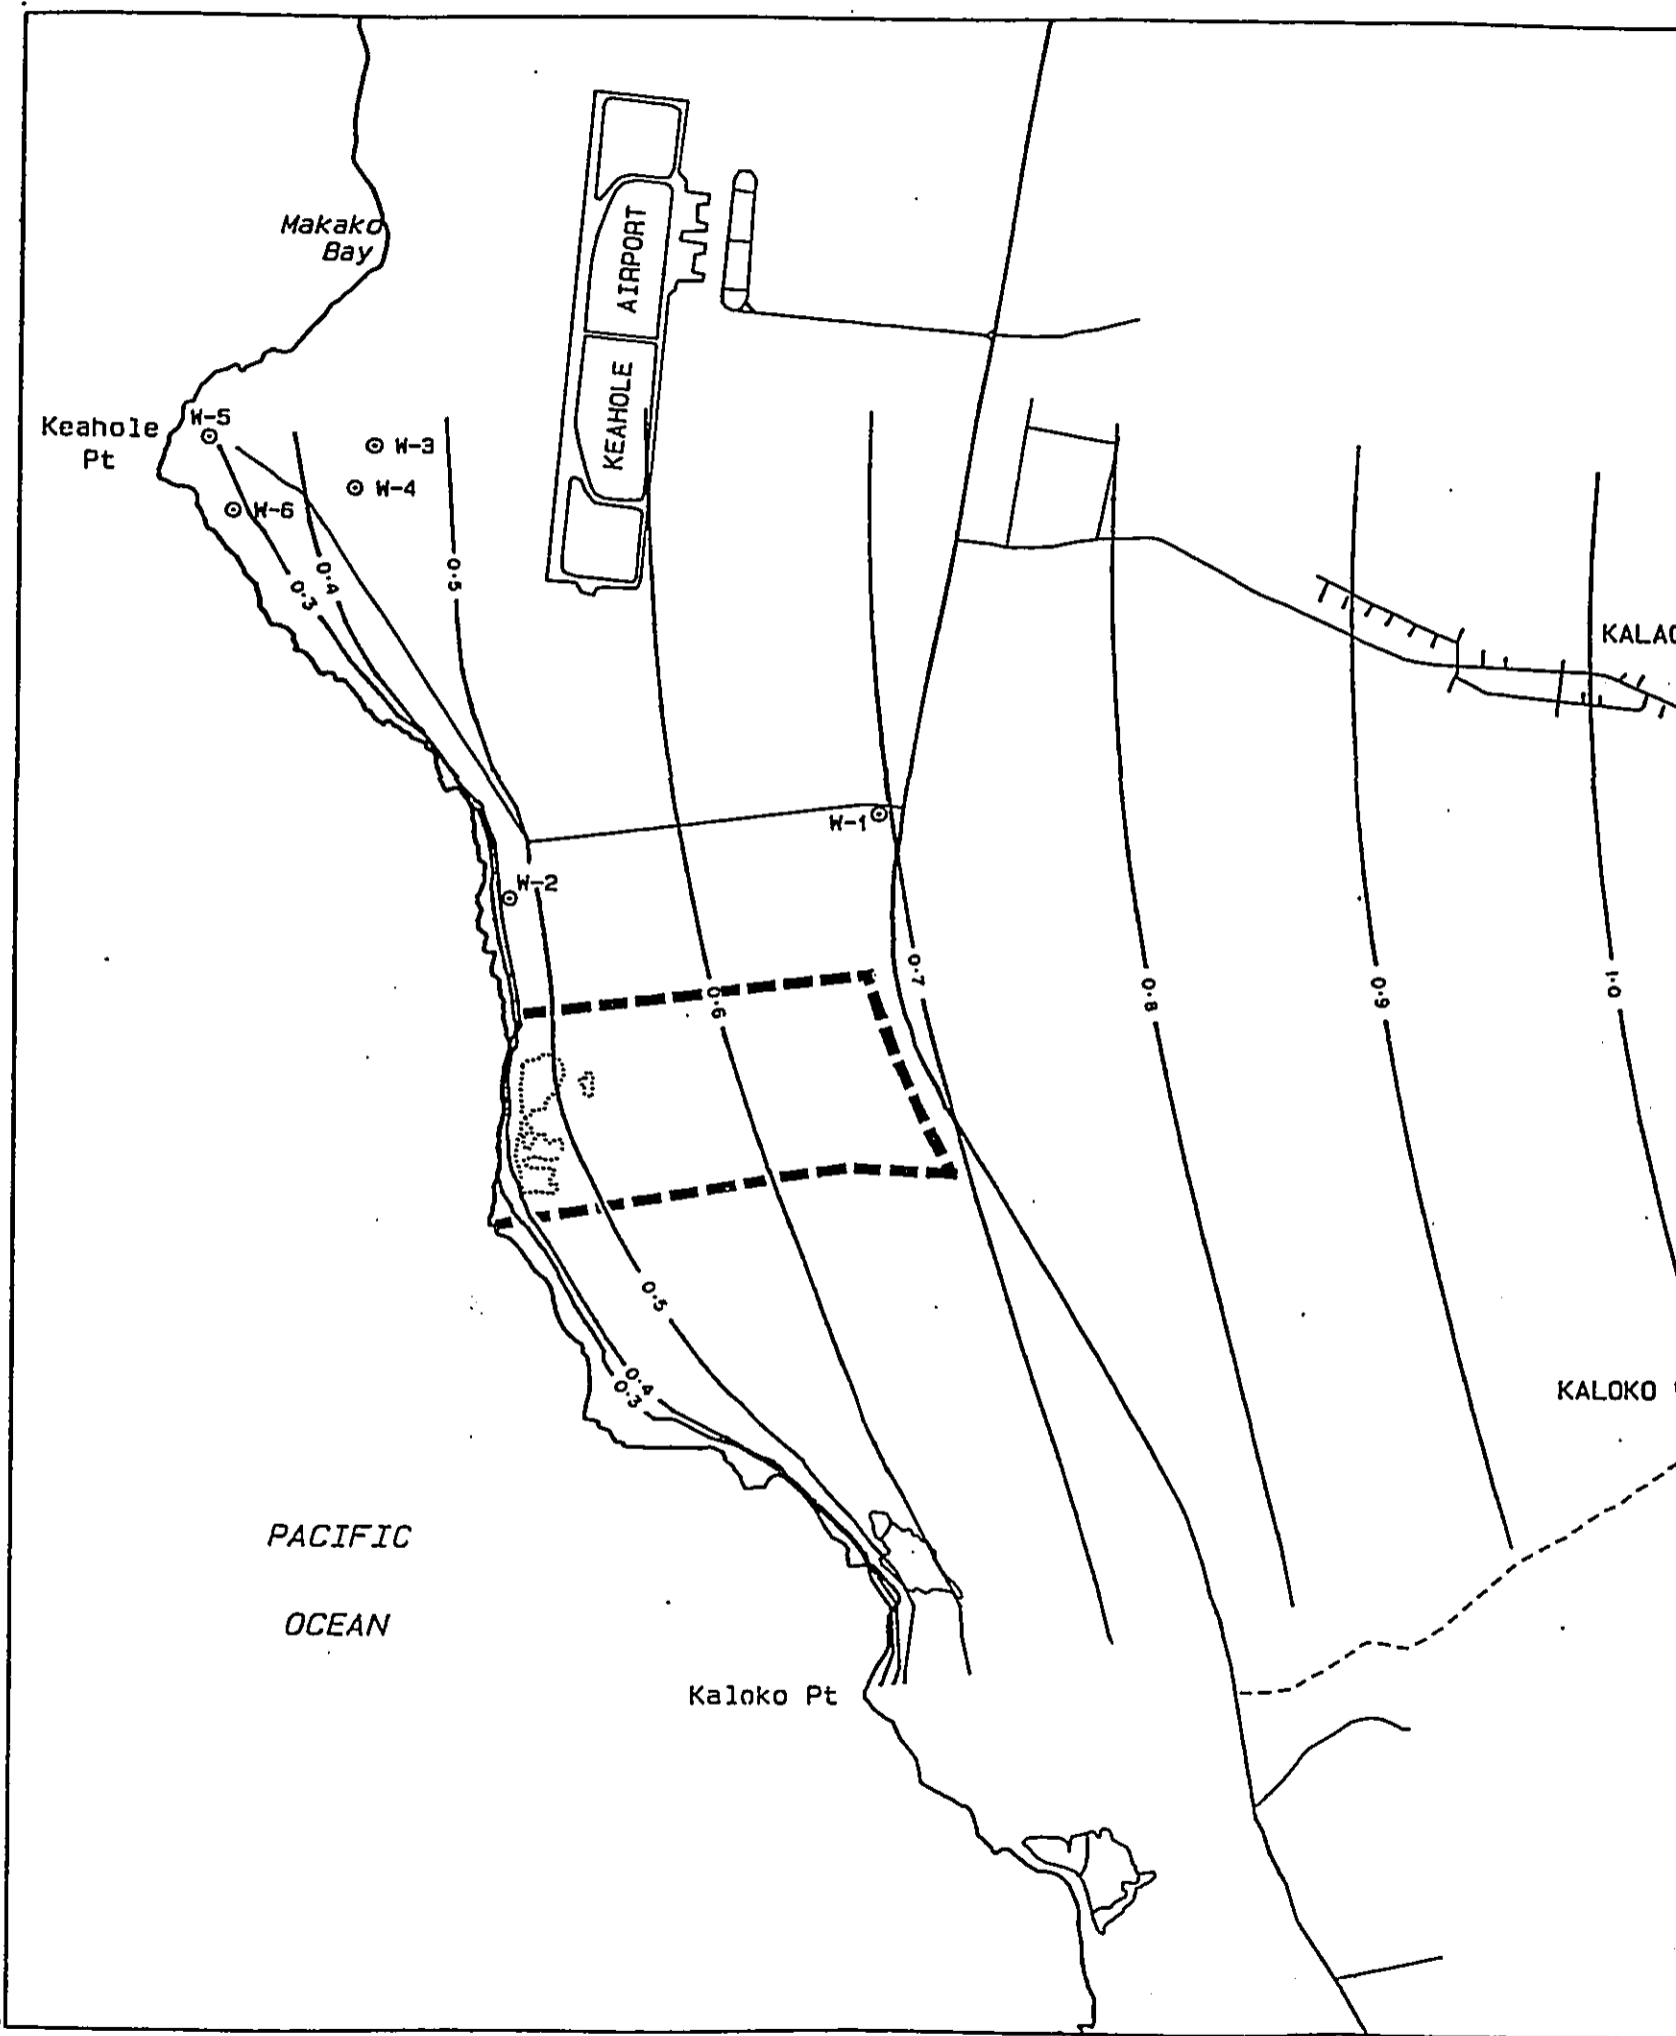 Makako
Bay
KEAHOLE AIRPORT
Keahole
Pt
W-5
W-3
W-4
W-6
0.3
0.4
0.5
KALAO
W-1
W-2
0.6
0.7
0.8
0.9
1.0
0.5
0.4
0.3
KALOKO
PACIFIC
OCEAN
Kaloko Pt